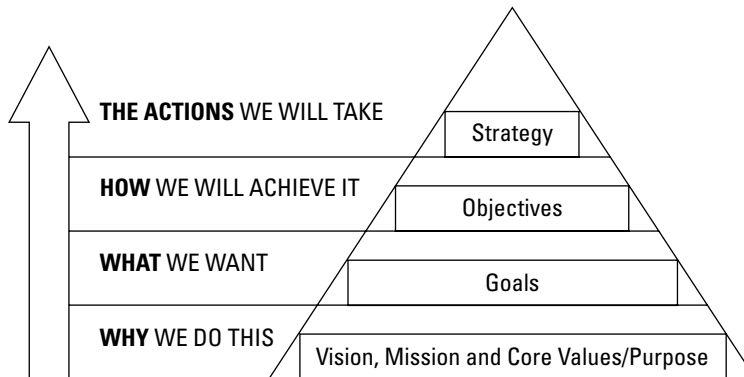 THE ACTIONS WE WILL TAKE
Strategy
HOW WE WILL ACHIEVE IT
Objectives
WHAT WE WANT
Goals
WHY WE DO THIS
Vision, Mission and Core Values/Purpose